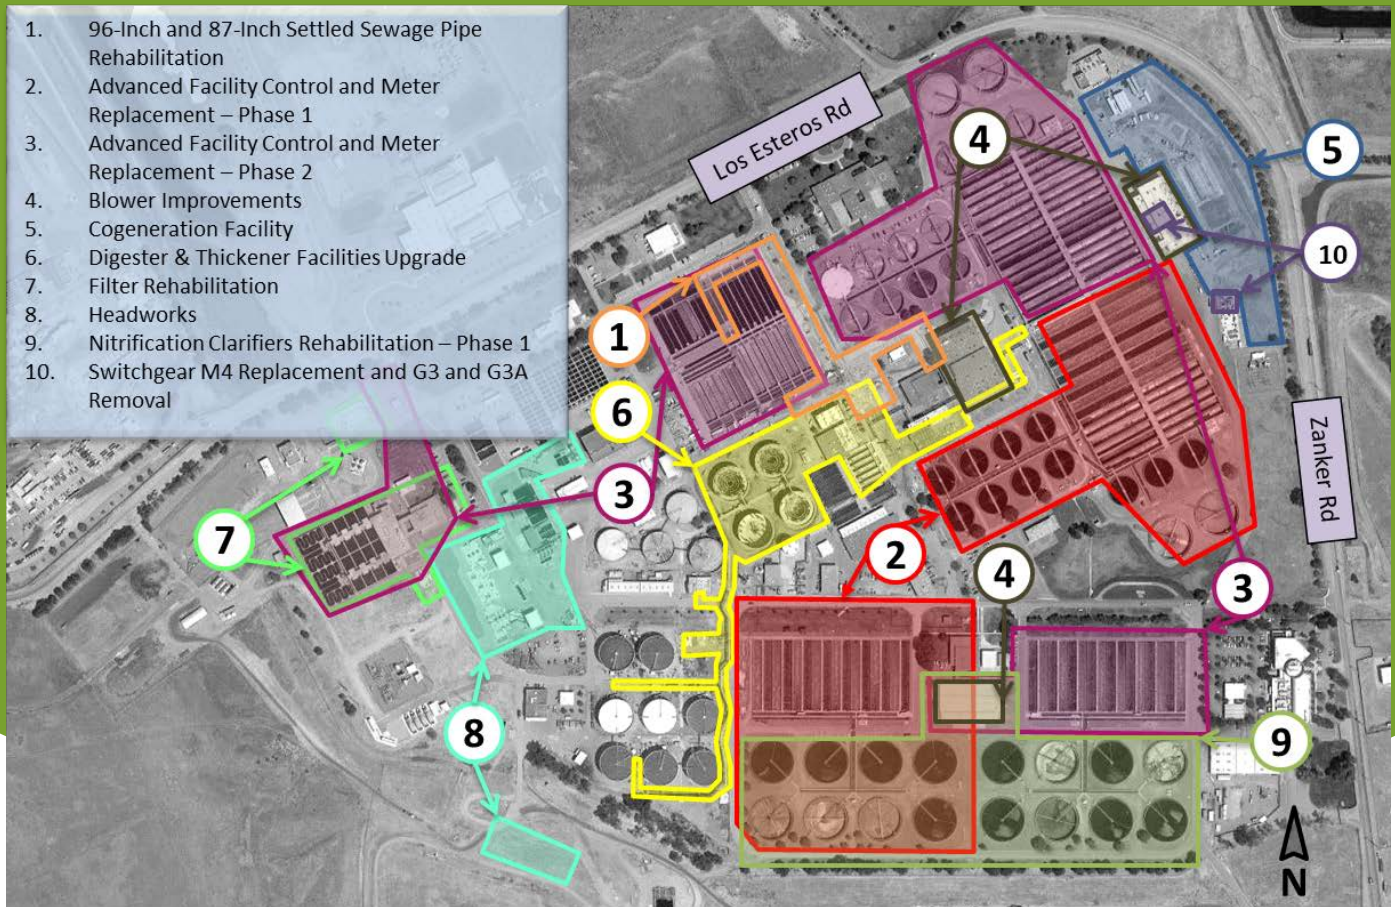 1. 96-Inch and 87-Inch Settled Sewage Pipe
Rehabilitation
2. Advanced Facility Control and Meter
Replacement – Phase 1
3. Advanced Facility Control and Meter
Replacement – Phase 2
4. Blower Improvements
5. Cogeneration Facility
6. Digester & Thickener Facilities Upgrade
7. Filter Rehabilitation
8. Headworks
9. Nitrification Clarifiers Rehabilitation – Phase 1
10. Switchgear M4 Replacement and G3 and G3A
Removal
Los Esteros Rd
4
5
10
1
6
Zanker Rd
3
7
2
4
3
8
9
N